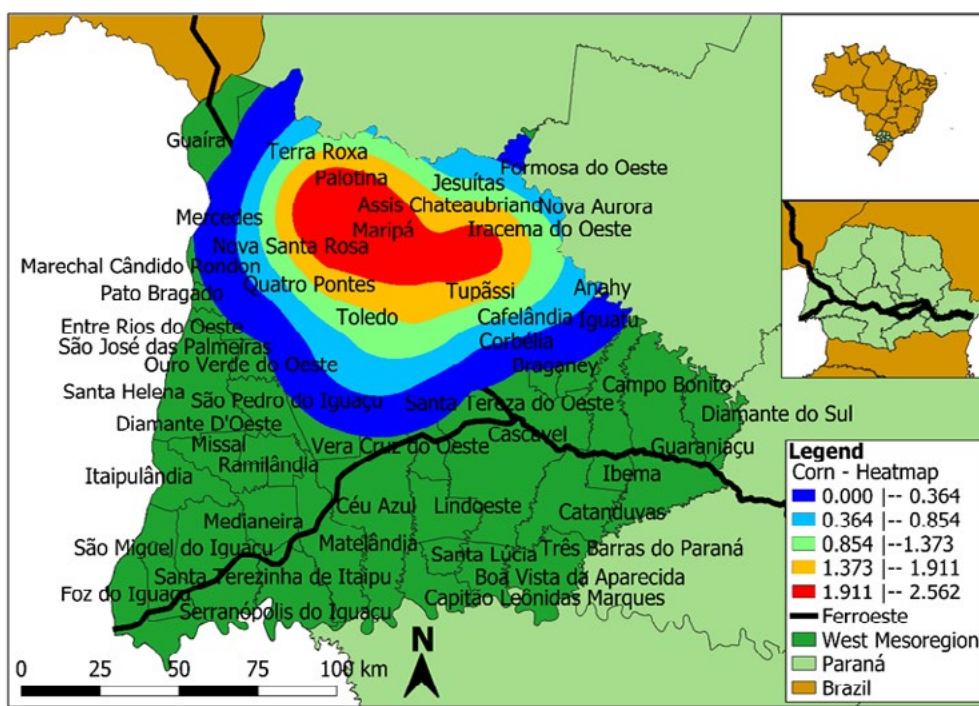 Guaíra
Terra Roxa
Formosa do Oeste
Palotina
Jesuítas
Assis Chateaubriand
Nova Aurora
Mercedes
Maripá
Iracema do Oeste
Nova Santa Rosa
Marechal Cândido Rondon
Quatro Pontes
Pato Bragado
Tupãssi
Anahy
Entre Rios do Oeste
Toledo
Cafelândia
Iguatu
São José das Palmeiras
Corbélia
Ouro Verde do Oeste
Braganey
Santa Helena
São Pedro do Iguaçu
Santa Tereza do Oeste
Campo Bonito
Diamante do Sul
Diamante D'Oeste
Cascavel
Missal
Vera Cruz do Oeste
Guaraniaçu
Ramilândia
Itaipulândia
Ibema
Céu Azul
Lindoeste
Catanduvas
Medianeira
São Miguel do Iguaçu
Matelândia
Santa Lúcia
Três Barras do Paraná
Santa Terezinha de Itaipu
Boa Vista da Aparecida
Foz do Iguaçu
Capitão Leônidas Marques
Serranópolis do Iguaçu
N
0 25 50 75 100 km
Legend
Corn - Heatmap
0.000 |-- 0.364
0.364 |-- 0.854
0.854 |--1.373
1.373 |-- 1.911
1.911 |-- 2.562
Ferroeste
West Mesoregion
Paraná
Brazil